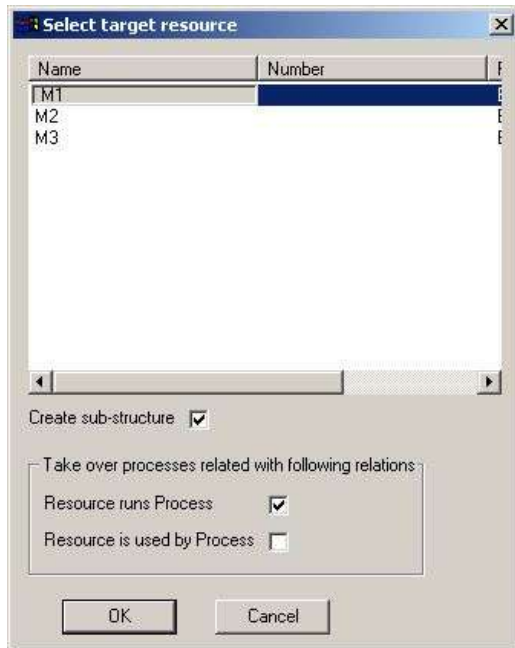 Select target resource
Name Number
M1
M2
M3
Create sub-structure
Take over processes related with following relations
Resource runs Process
Resource is used by Process
OK Cancel